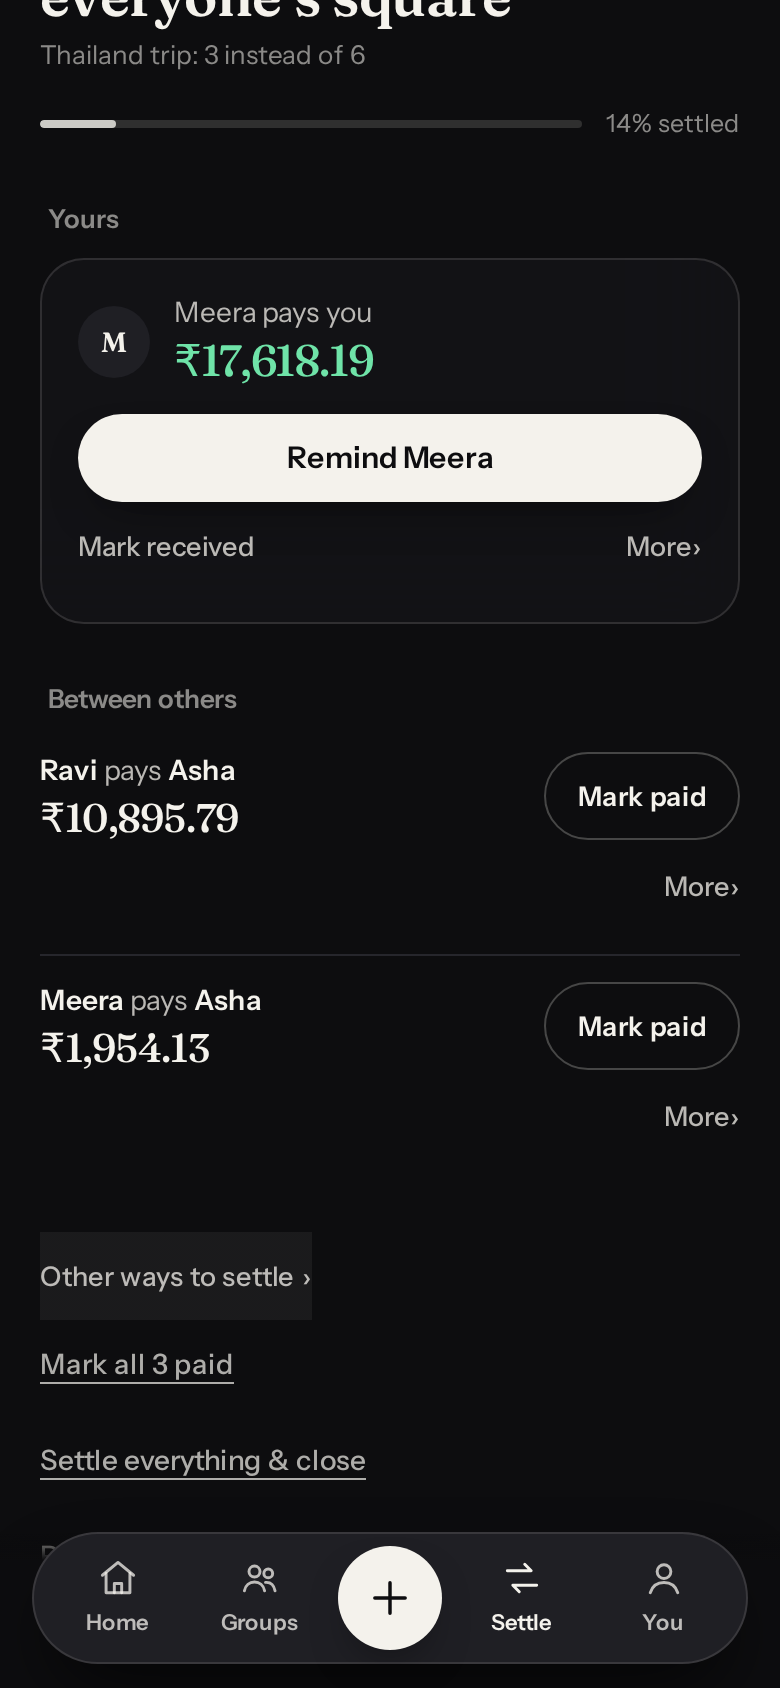 everyone's square
Thailand trip: 3 instead of 6
14% settled
Yours
M
Meera pays you
₹17,618.19
Remind Meera
Mark received
More›
Between others
Ravi pays Asha
₹10,895.79
Mark paid
More›
Meera pays Asha
₹1,954.13
Mark paid
More›
Other ways to settle ›
Mark all 3 paid
Settle everything & close
Home
Groups
Settle
You